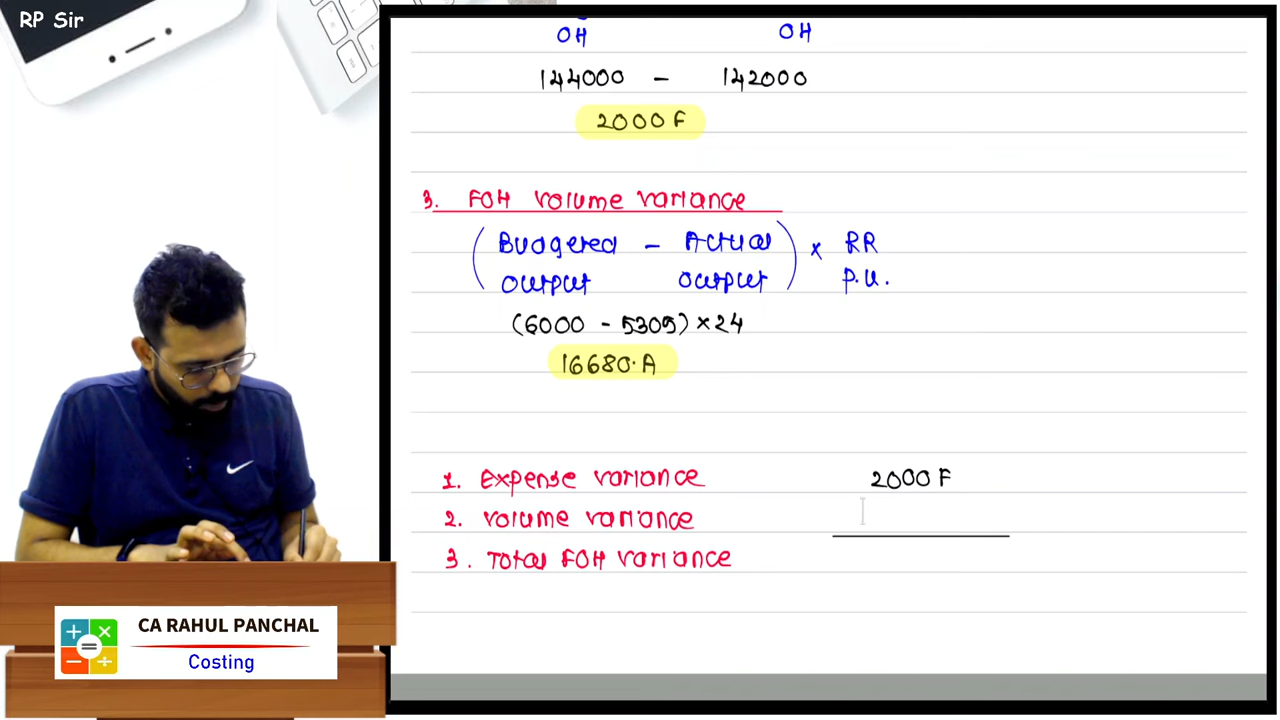 RP Sir
OH OH
144000 - 142000
2000 F
3. FOH Volume variance
(Budgeted - Actual) x RR
output output P.U.
(6000 - 5305) x 24
16680.A
1. Expense variance 2000 F
2. Volume variance
3. Total FOH variance
CA RAHUL PANCHAL
Costing